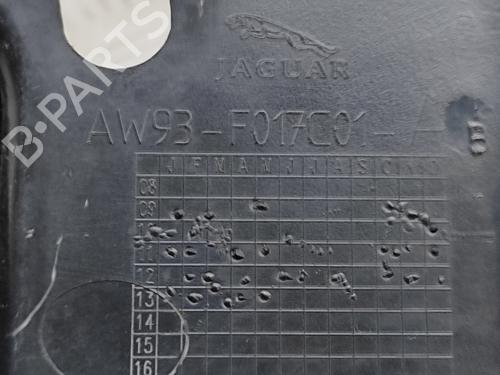 B-PARTS
JAGUAR
AW93-F017C01-A
B
J F M A M J J A S O N D
08
09
10
11
12
13
14
15
16